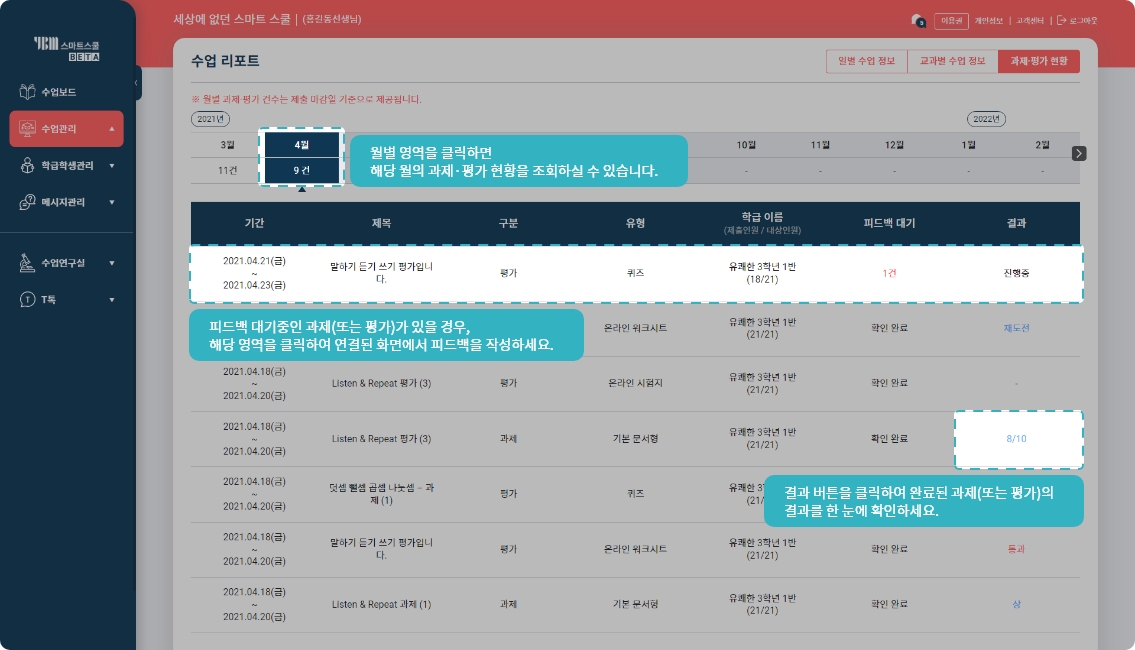 세상에 없던 스마트 스쿨 | (홍길동선생님)
이용권 개인정보 | 고객센터 | 로그아웃
YBM 스마트스쿨
BETA
수업보드
수업관리
학급학생관리
메시지관리
수업연구실
T톡
수업 리포트
일별 수업 정보 교과별 수업 정보 과제·평가 현황
※ 월별 과제·평가 건수는 제출 마감일 기준으로 제공됩니다.
2021년 2022년
3월 4월 10월 11월 12월 1월 2월
11건 9 건 - - - - -
월별 영역을 클릭하면
해당 월의 과제·평가 현황을 조회하실 수 있습니다.
기간 제목 구분 유형 학급 이름 피드백 대기 결과
(제출인원 / 대상인원)
2021.04.21(금)
~
2021.04.23(금)
말하기 듣기 쓰기 평가입니
다.
평가 퀴즈
유쾌한 3학년 1반
(18/21)
1건 진행중
피드백 대기중인 과제(또는 평가)가 있을 경우,
해당 영역을 클릭하여 연결된 화면에서 피드백을 작성하세요.
온라인 워크시트
유쾌한 3학년 1반
(21/21)
확인 완료 재도전
2021.04.18(금)
~
2021.04.20(금)
Listen & Repeat 평가 (3) 평가 온라인 시험지
유쾌한 3학년 1반
(21/21)
확인 완료 -
2021.04.18(금)
~
2021.04.20(금)
Listen & Repeat 평가 (3) 과제 기본 문서형
유쾌한 3학년 1반
(21/21)
확인 완료 8/10
2021.04.18(금)
~
2021.04.20(금)
덧셈 뺄셈 곱셈 나눗셈 – 과
제 (1)
평가 퀴즈
유쾌한
결과 버튼을 클릭하여 완료된 과제(또는 평가)의
결과를 한 눈에 확인하세요.
2021.04.18(금)
~
2021.04.20(금)
말하기 듣기 쓰기 평가입니
다.
평가 온라인 워크시트
유쾌한 3학년 1반
(21/21)
확인 완료 통과
2021.04.18(금)
~
2021.04.20(금)
Listen & Repeat 과제 (1) 과제 기본 문서형
유쾌한 3학년 1반
(21/21)
확인 완료 상